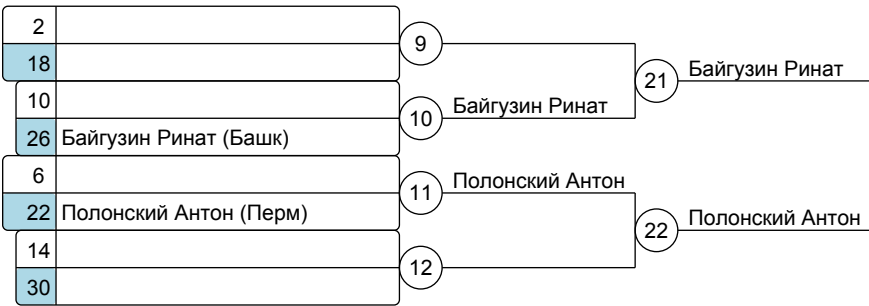 2
18
9
10
26 Байгузин Ринат (Башк)
10
Байгузин Ринат
21
Байгузин Ринат
6
22 Полонский Антон (Перм)
11
Полонский Антон
14
30
12
22
Полонский Антон